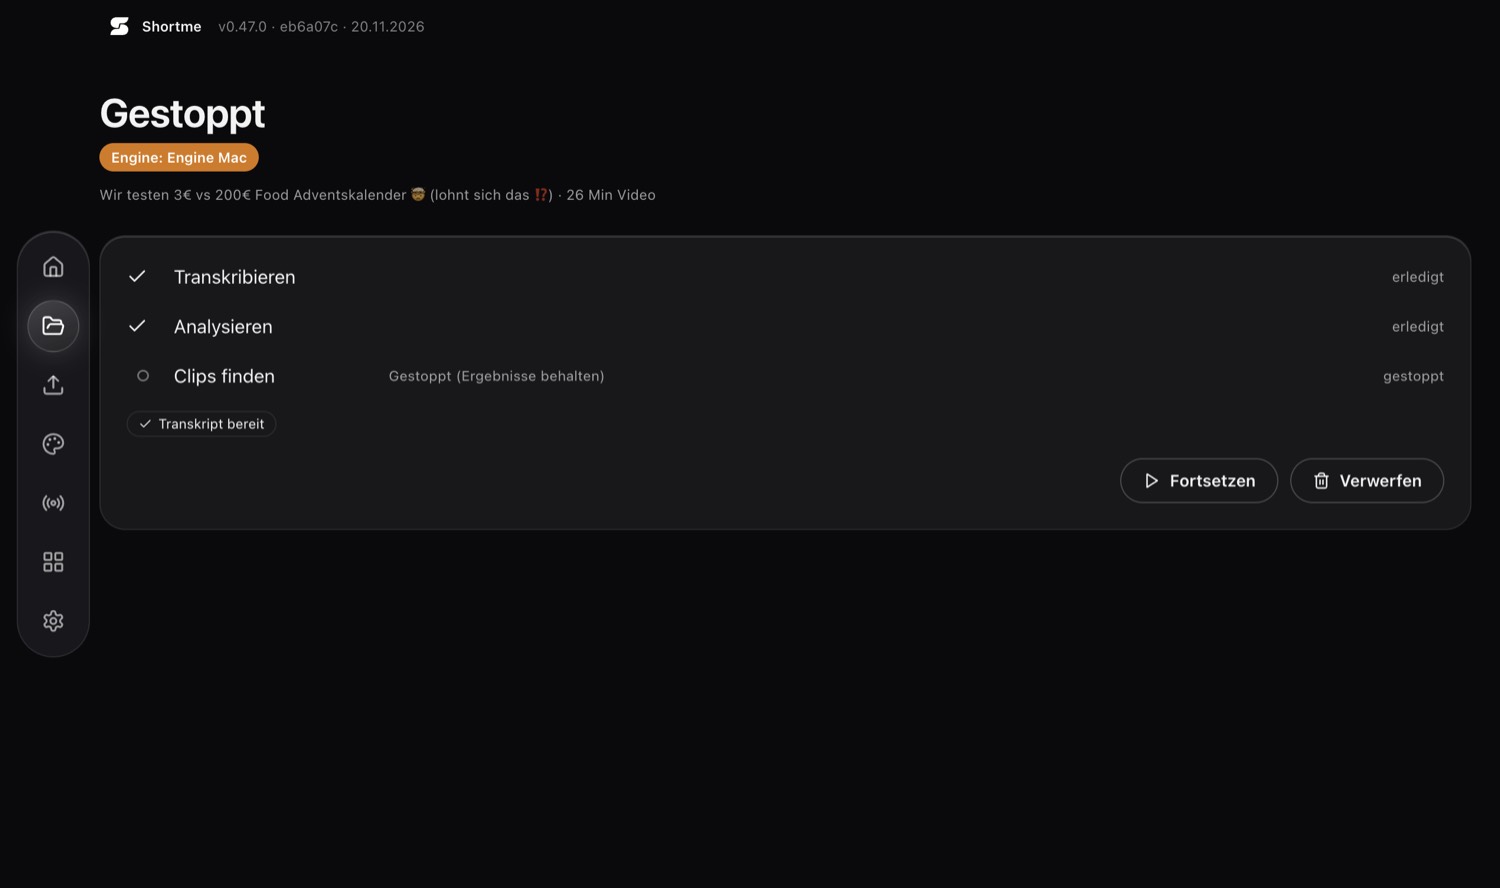 Shortme v0.47.0 · eb6a07c · 20.11.2026
Gestoppt
Engine: Engine Mac
Wir testen 3€ vs 200€ Food Adventskalender 🤯 (lohnt sich das ⁉️) · 26 Min Video
Transkribieren erledigt
Analysieren erledigt
Clips finden Gestoppt (Ergebnisse behalten) gestoppt
Transkript bereit
Fortsetzen Verwerfen